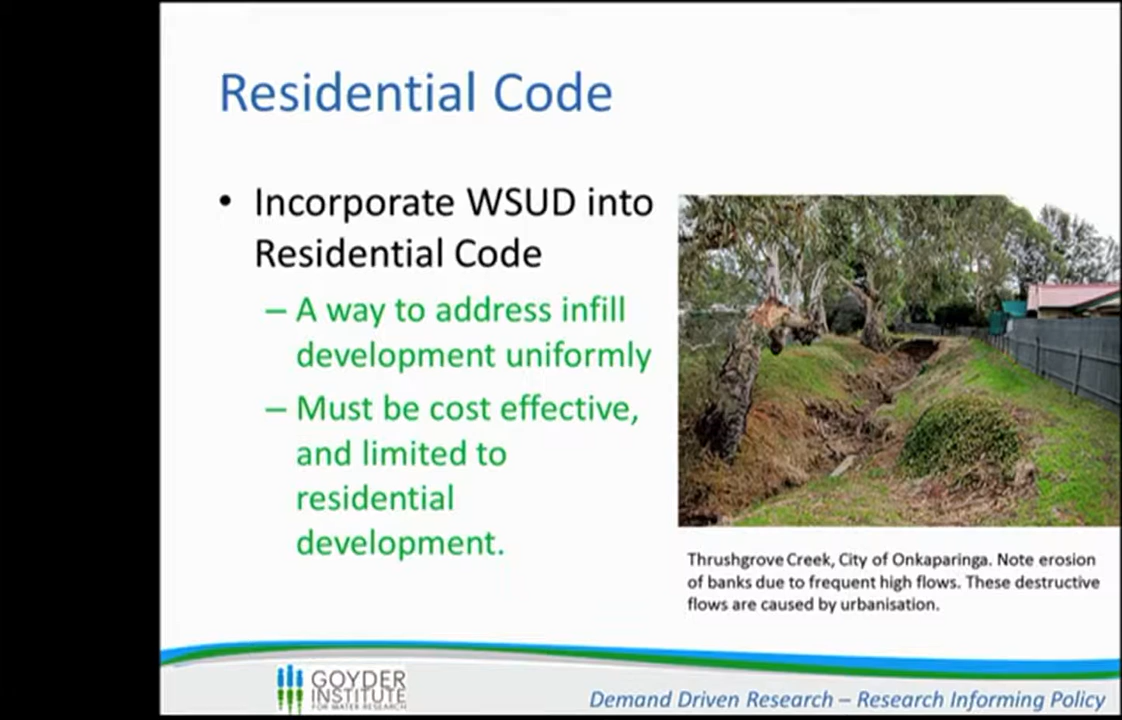 Residential Code
• Incorporate WSUD into
Residential Code
– A way to address infill
development uniformly
– Must be cost effective,
and limited to
residential
development.
Thrushgrove Creek, City of Onkaparinga. Note erosion
of banks due to frequent high flows. These destructive
flows are caused by urbanisation.
GOYDER
INSTITUTE
FOR WATER RESEARCH
Demand Driven Research – Research Informing Policy